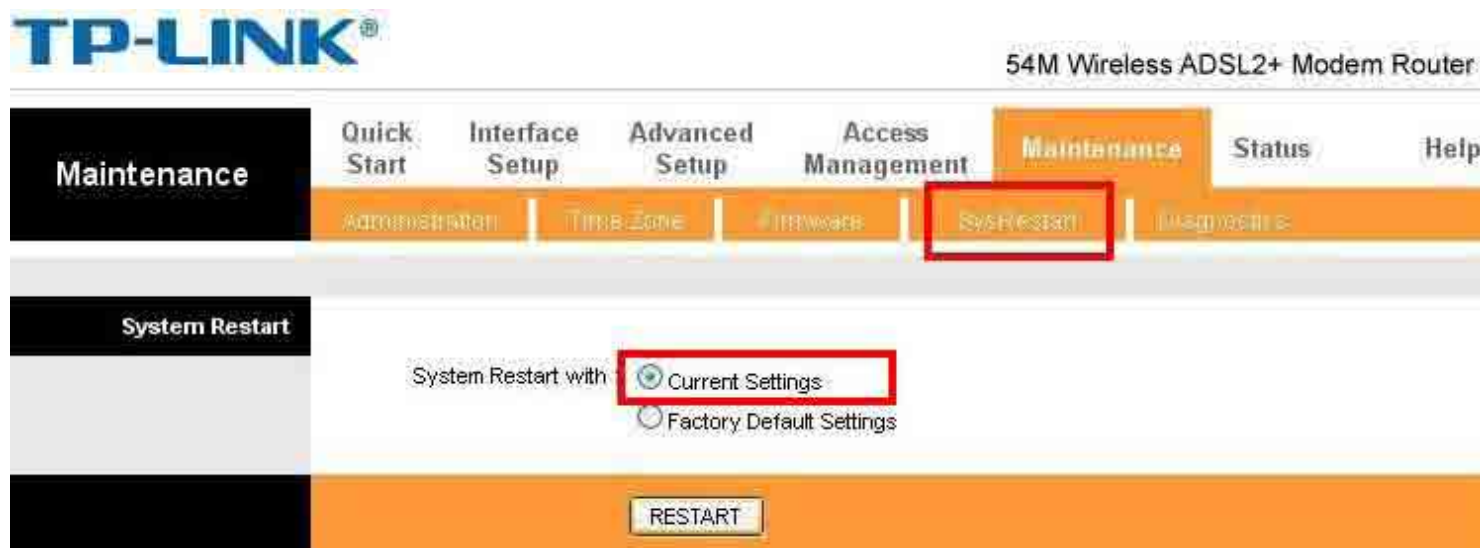 TP-LINK®
54M Wireless ADSL2+ Modem Router
Maintenance
Quick Start Interface Setup Advanced Setup Access Management Maintenance Status Help
Administration Time Zone Firmware SysRestart Diagnostics
System Restart
System Restart with Current Settings
Factory Default Settings
RESTART